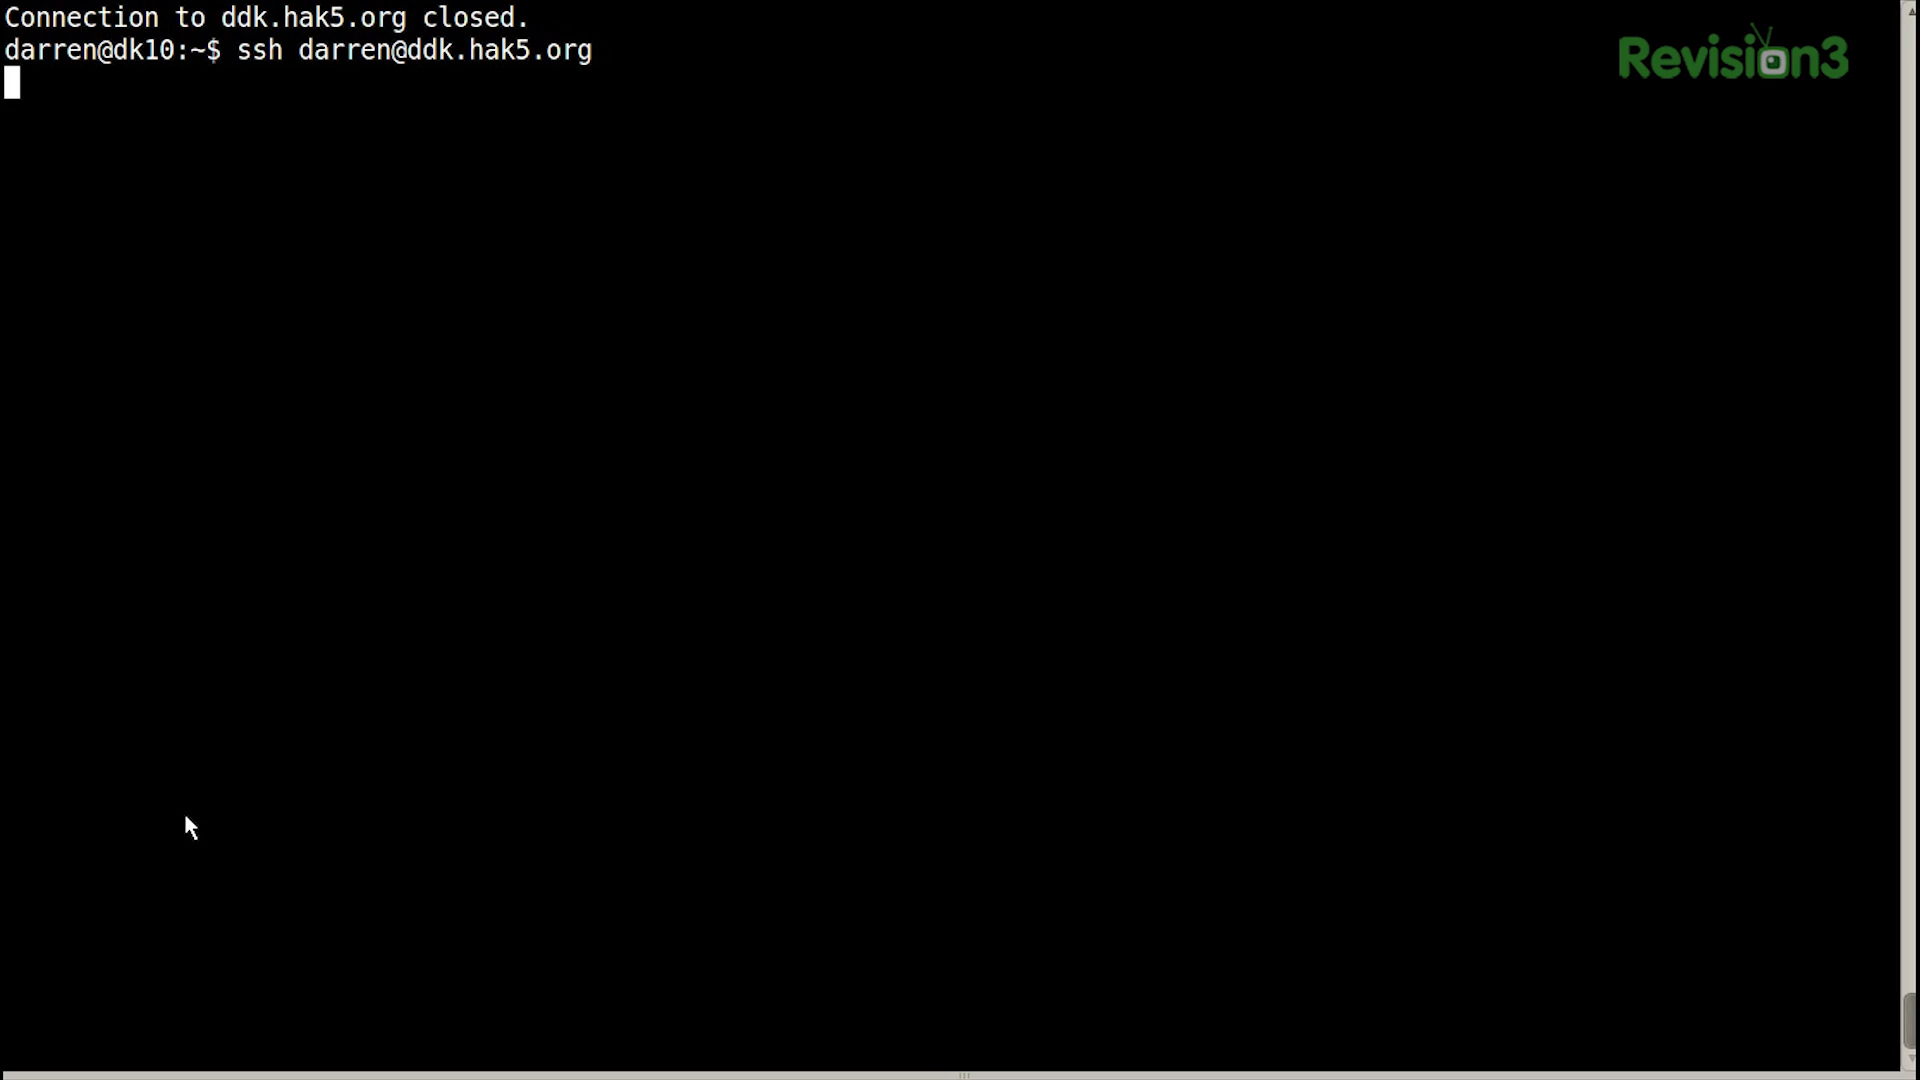 Connection to ddk.hak5.org closed.
darren@dk10:~$ ssh darren@ddk.hak5.org
Revision3